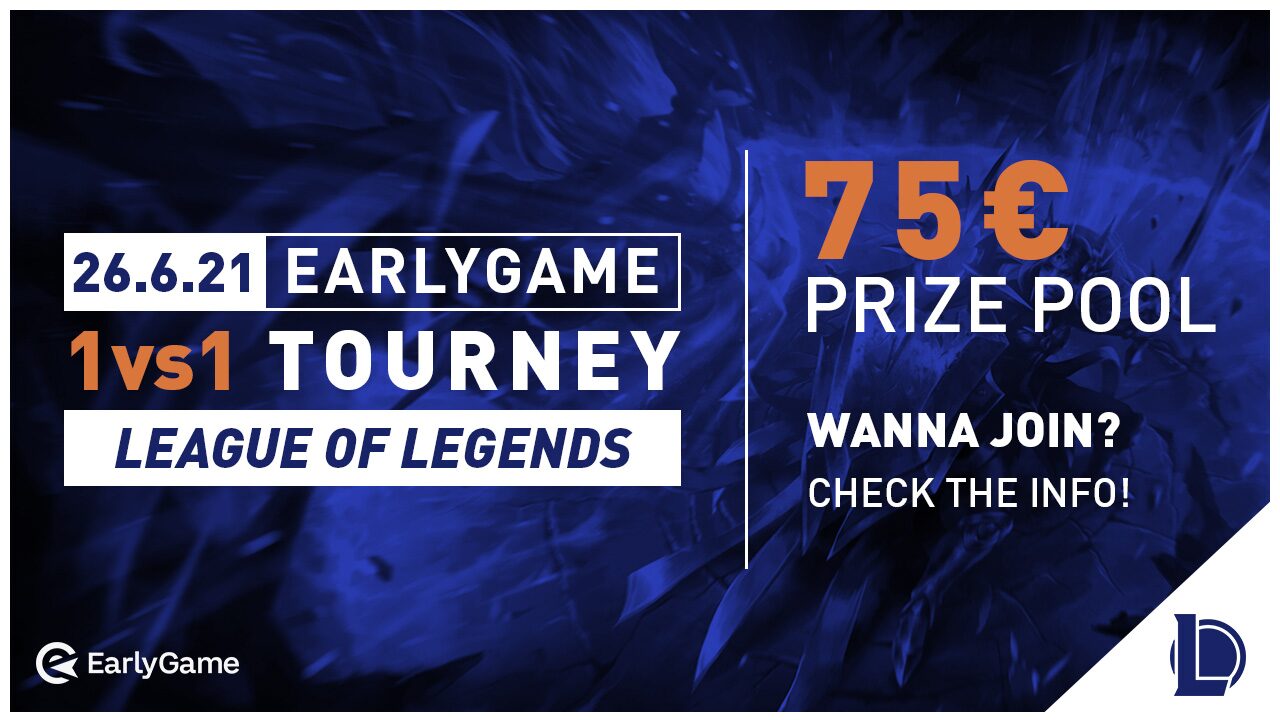 26.6.21 EARLYGAME
1vs1 TOURNEY
LEAGUE OF LEGENDS
75€
PRIZE POOL
WANNA JOIN?
CHECK THE INFO!
EarlyGame
L